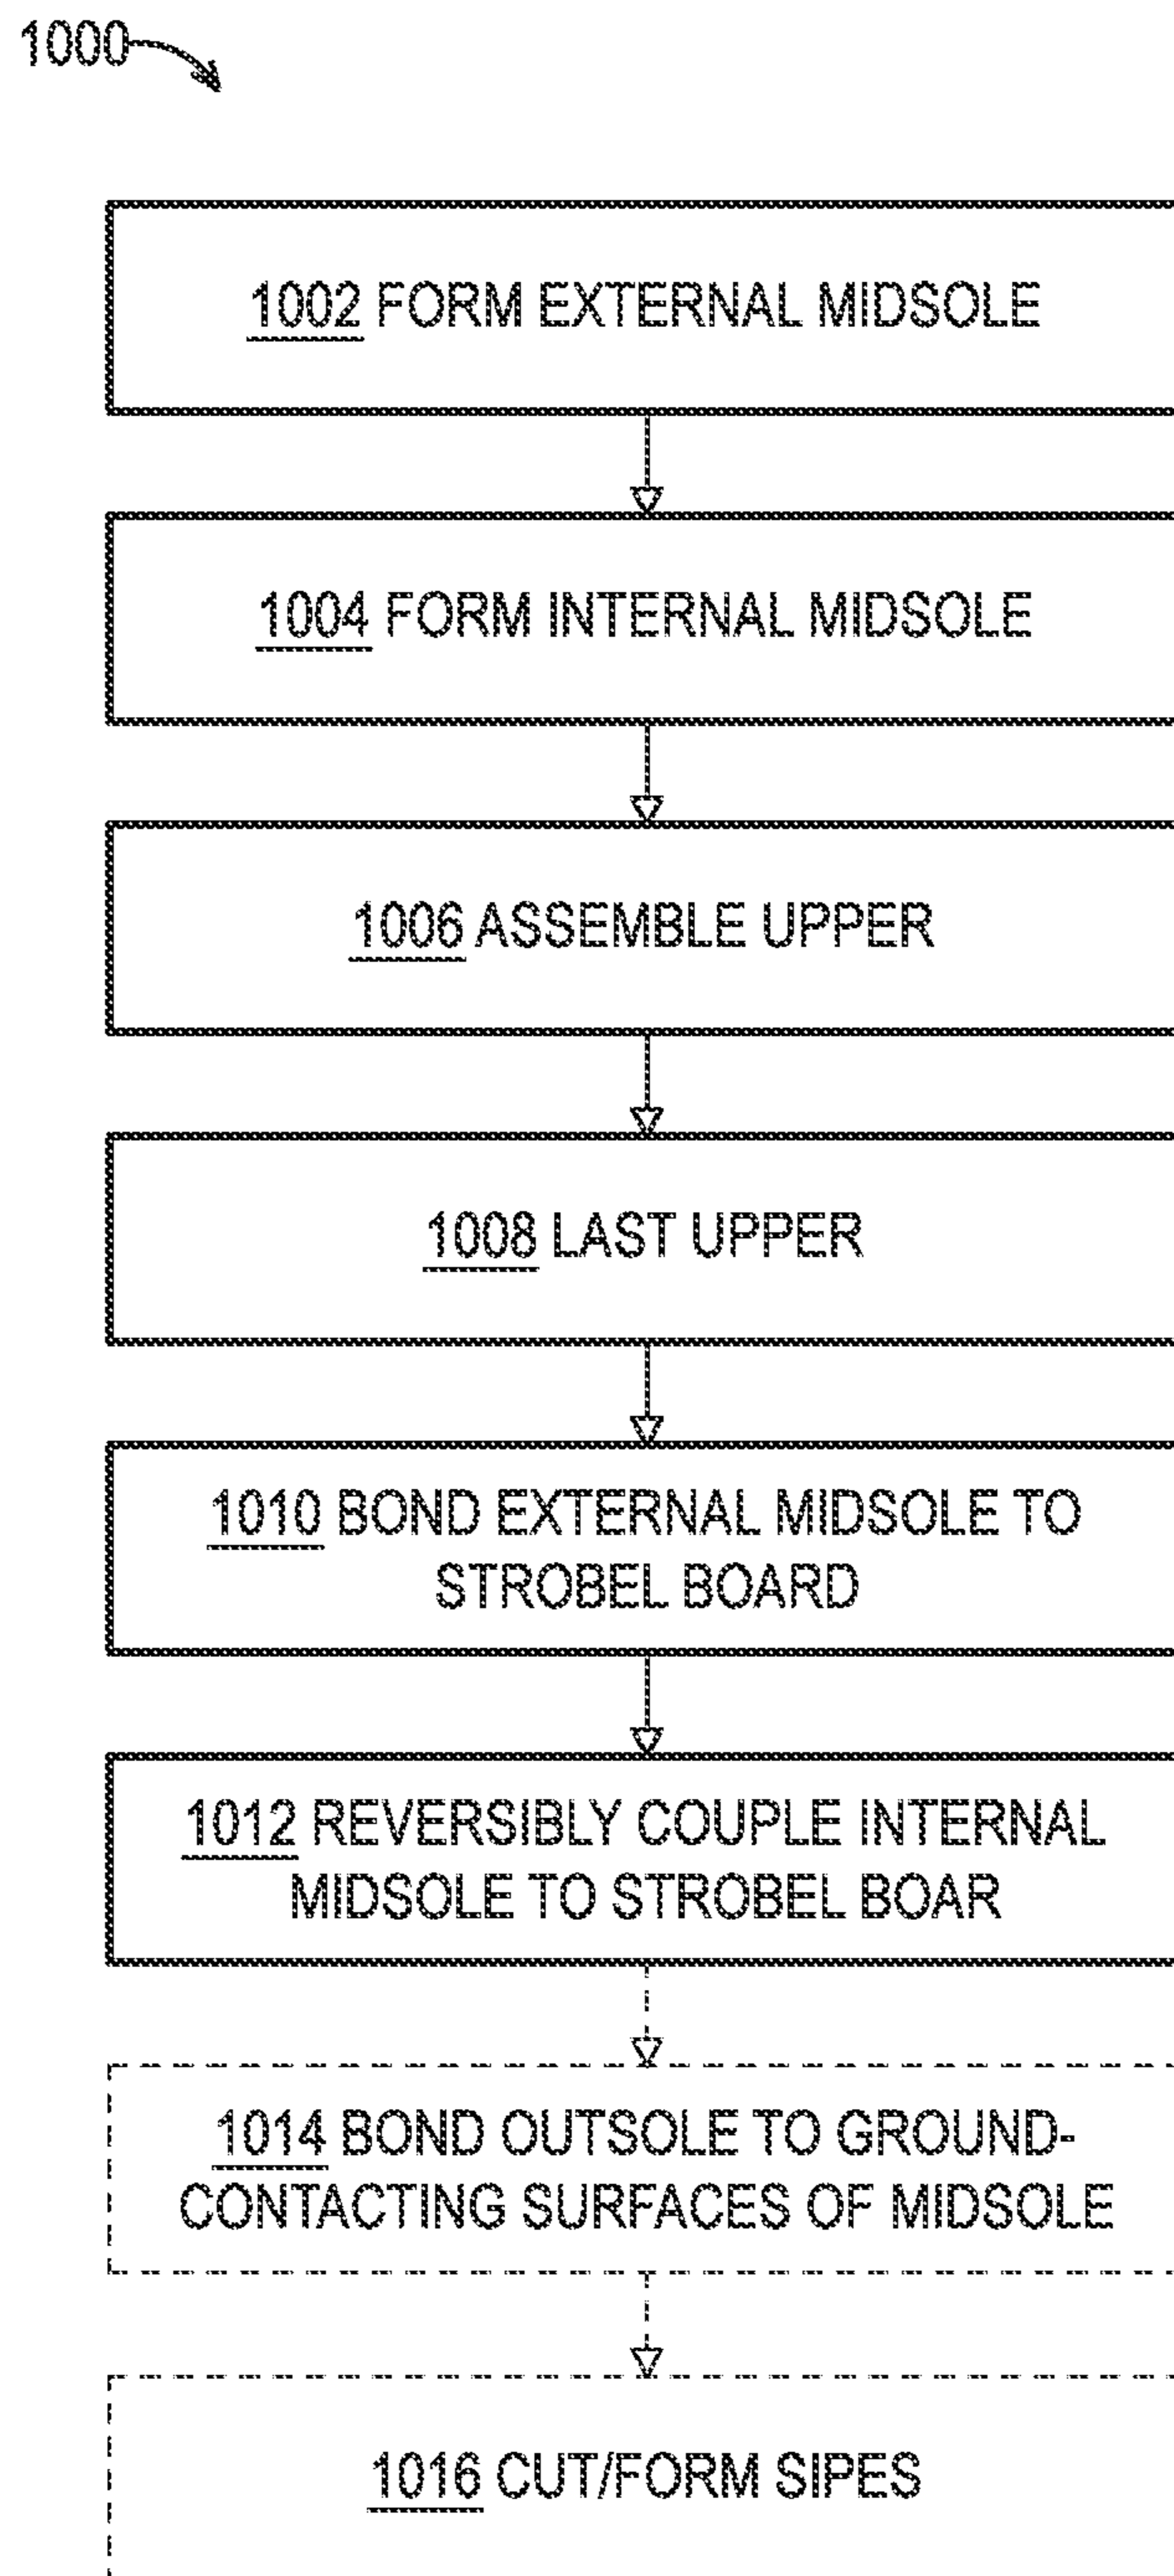 1000
1002 FORM EXTERNAL MIDSOLE
1004 FORM INTERNAL MIDSOLE
1006 ASSEMBLE UPPER
1008 LAST UPPER
1010 BOND EXTERNAL MIDSOLE TO
STROBEL BOARD
1012 REVERSIBLY COUPLE INTERNAL
MIDSOLE TO STROBEL BOAR
1014 BOND OUTSOLE TO GROUND-
CONTACTING SURFACES OF MIDSOLE
1016 CUT/FORM SIPES